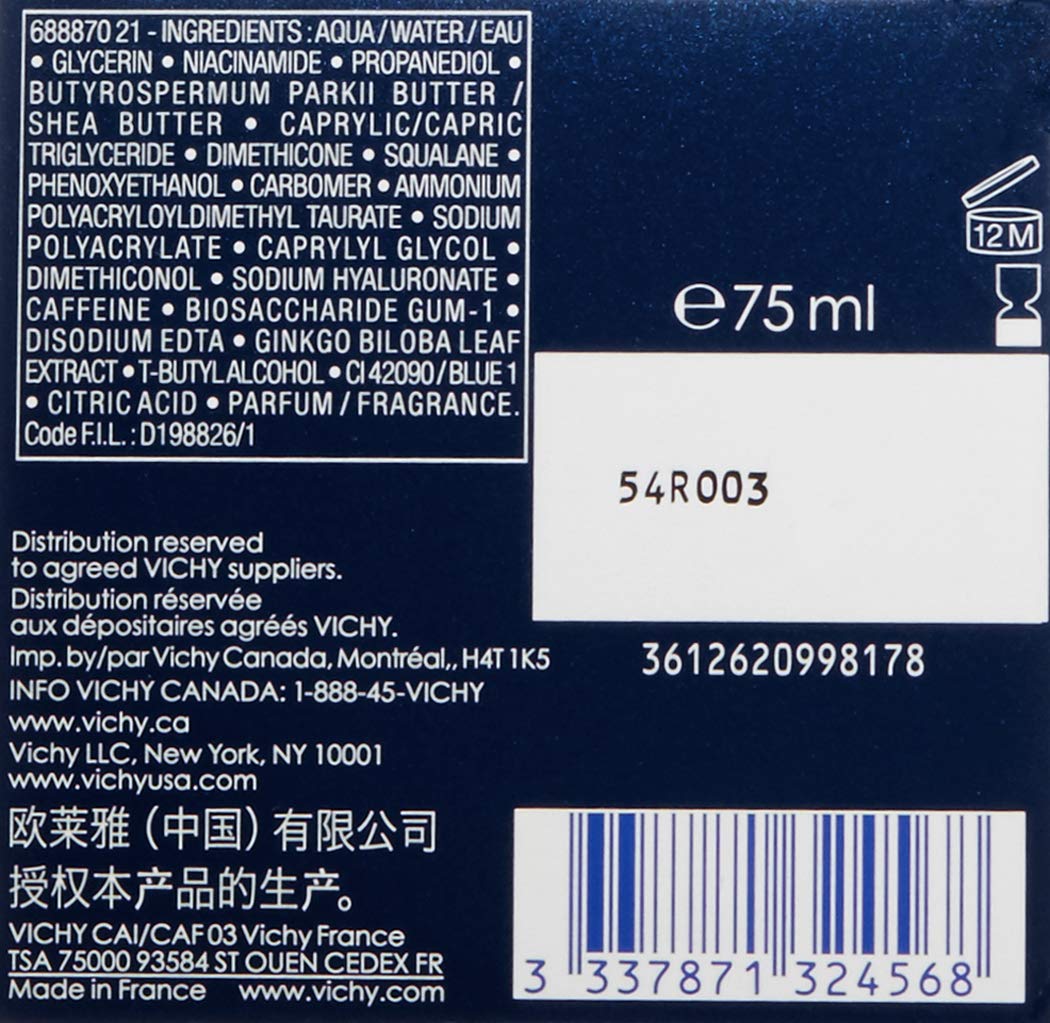 688870 21 - INGREDIENTS : AQUA / WATER / EAU
• GLYCERIN • NIACINAMIDE • PROPANEDIOL •
BUTYROSPERMUM PARKII BUTTER /
SHEA BUTTER • CAPRYLIC/CAPRIC
TRIGLYCERIDE • DIMETHICONE • SQUALANE •
PHENOXYETHANOL • CARBOMER • AMMONIUM
POLYACRYLOYLDIMETHYL TAURATE • SODIUM
POLYACRYLATE • CAPRYLYL GLYCOL •
DIMETHICONOL • SODIUM HYALURONATE •
CAFFEINE • BIOSACCHARIDE GUM-1 •
DISODIUM EDTA • GINKGO BILOBA LEAF
EXTRACT • T-BUTYL ALCOHOL • CI 42090 / BLUE 1
• CITRIC ACID • PARFUM / FRAGRANCE.
Code F.I.L. : D198826/1
12 M
e 75 ml
54R003
Distribution reserved
to agreed VICHY suppliers.
Distribution réservée
aux dépositaires agréés VICHY.
Imp. by/par Vichy Canada, Montréal,, H4T 1K5
INFO VICHY CANADA: 1-888-45-VICHY
www.vichy.ca
Vichy LLC, New York, NY 10001
www.vichyusa.com
欧莱雅（中国）有限公司
授权本产品的生产。
VICHY CAI/CAF 03 Vichy France
TSA 75000 93584 ST OUEN CEDEX FR
Made in France www.vichy.com
3612620998178
3 337871 324568